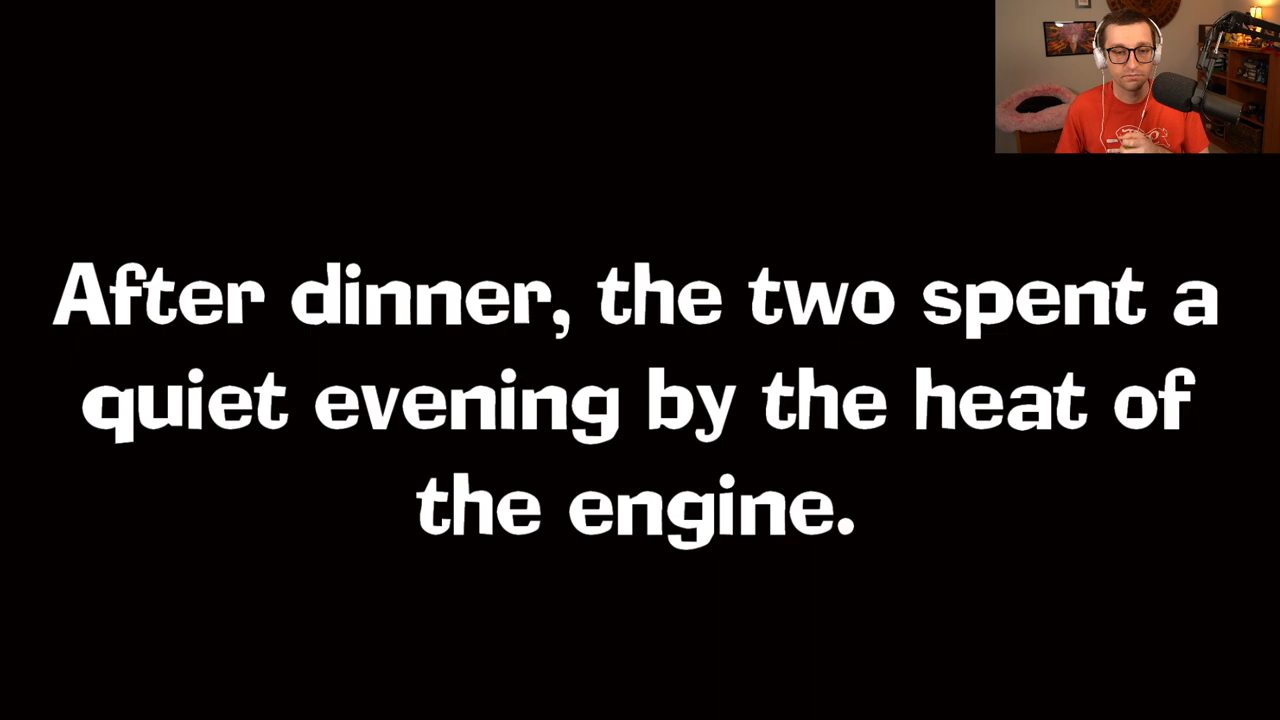 After dinner, the two spent a
quiet evening by the heat of
the engine.